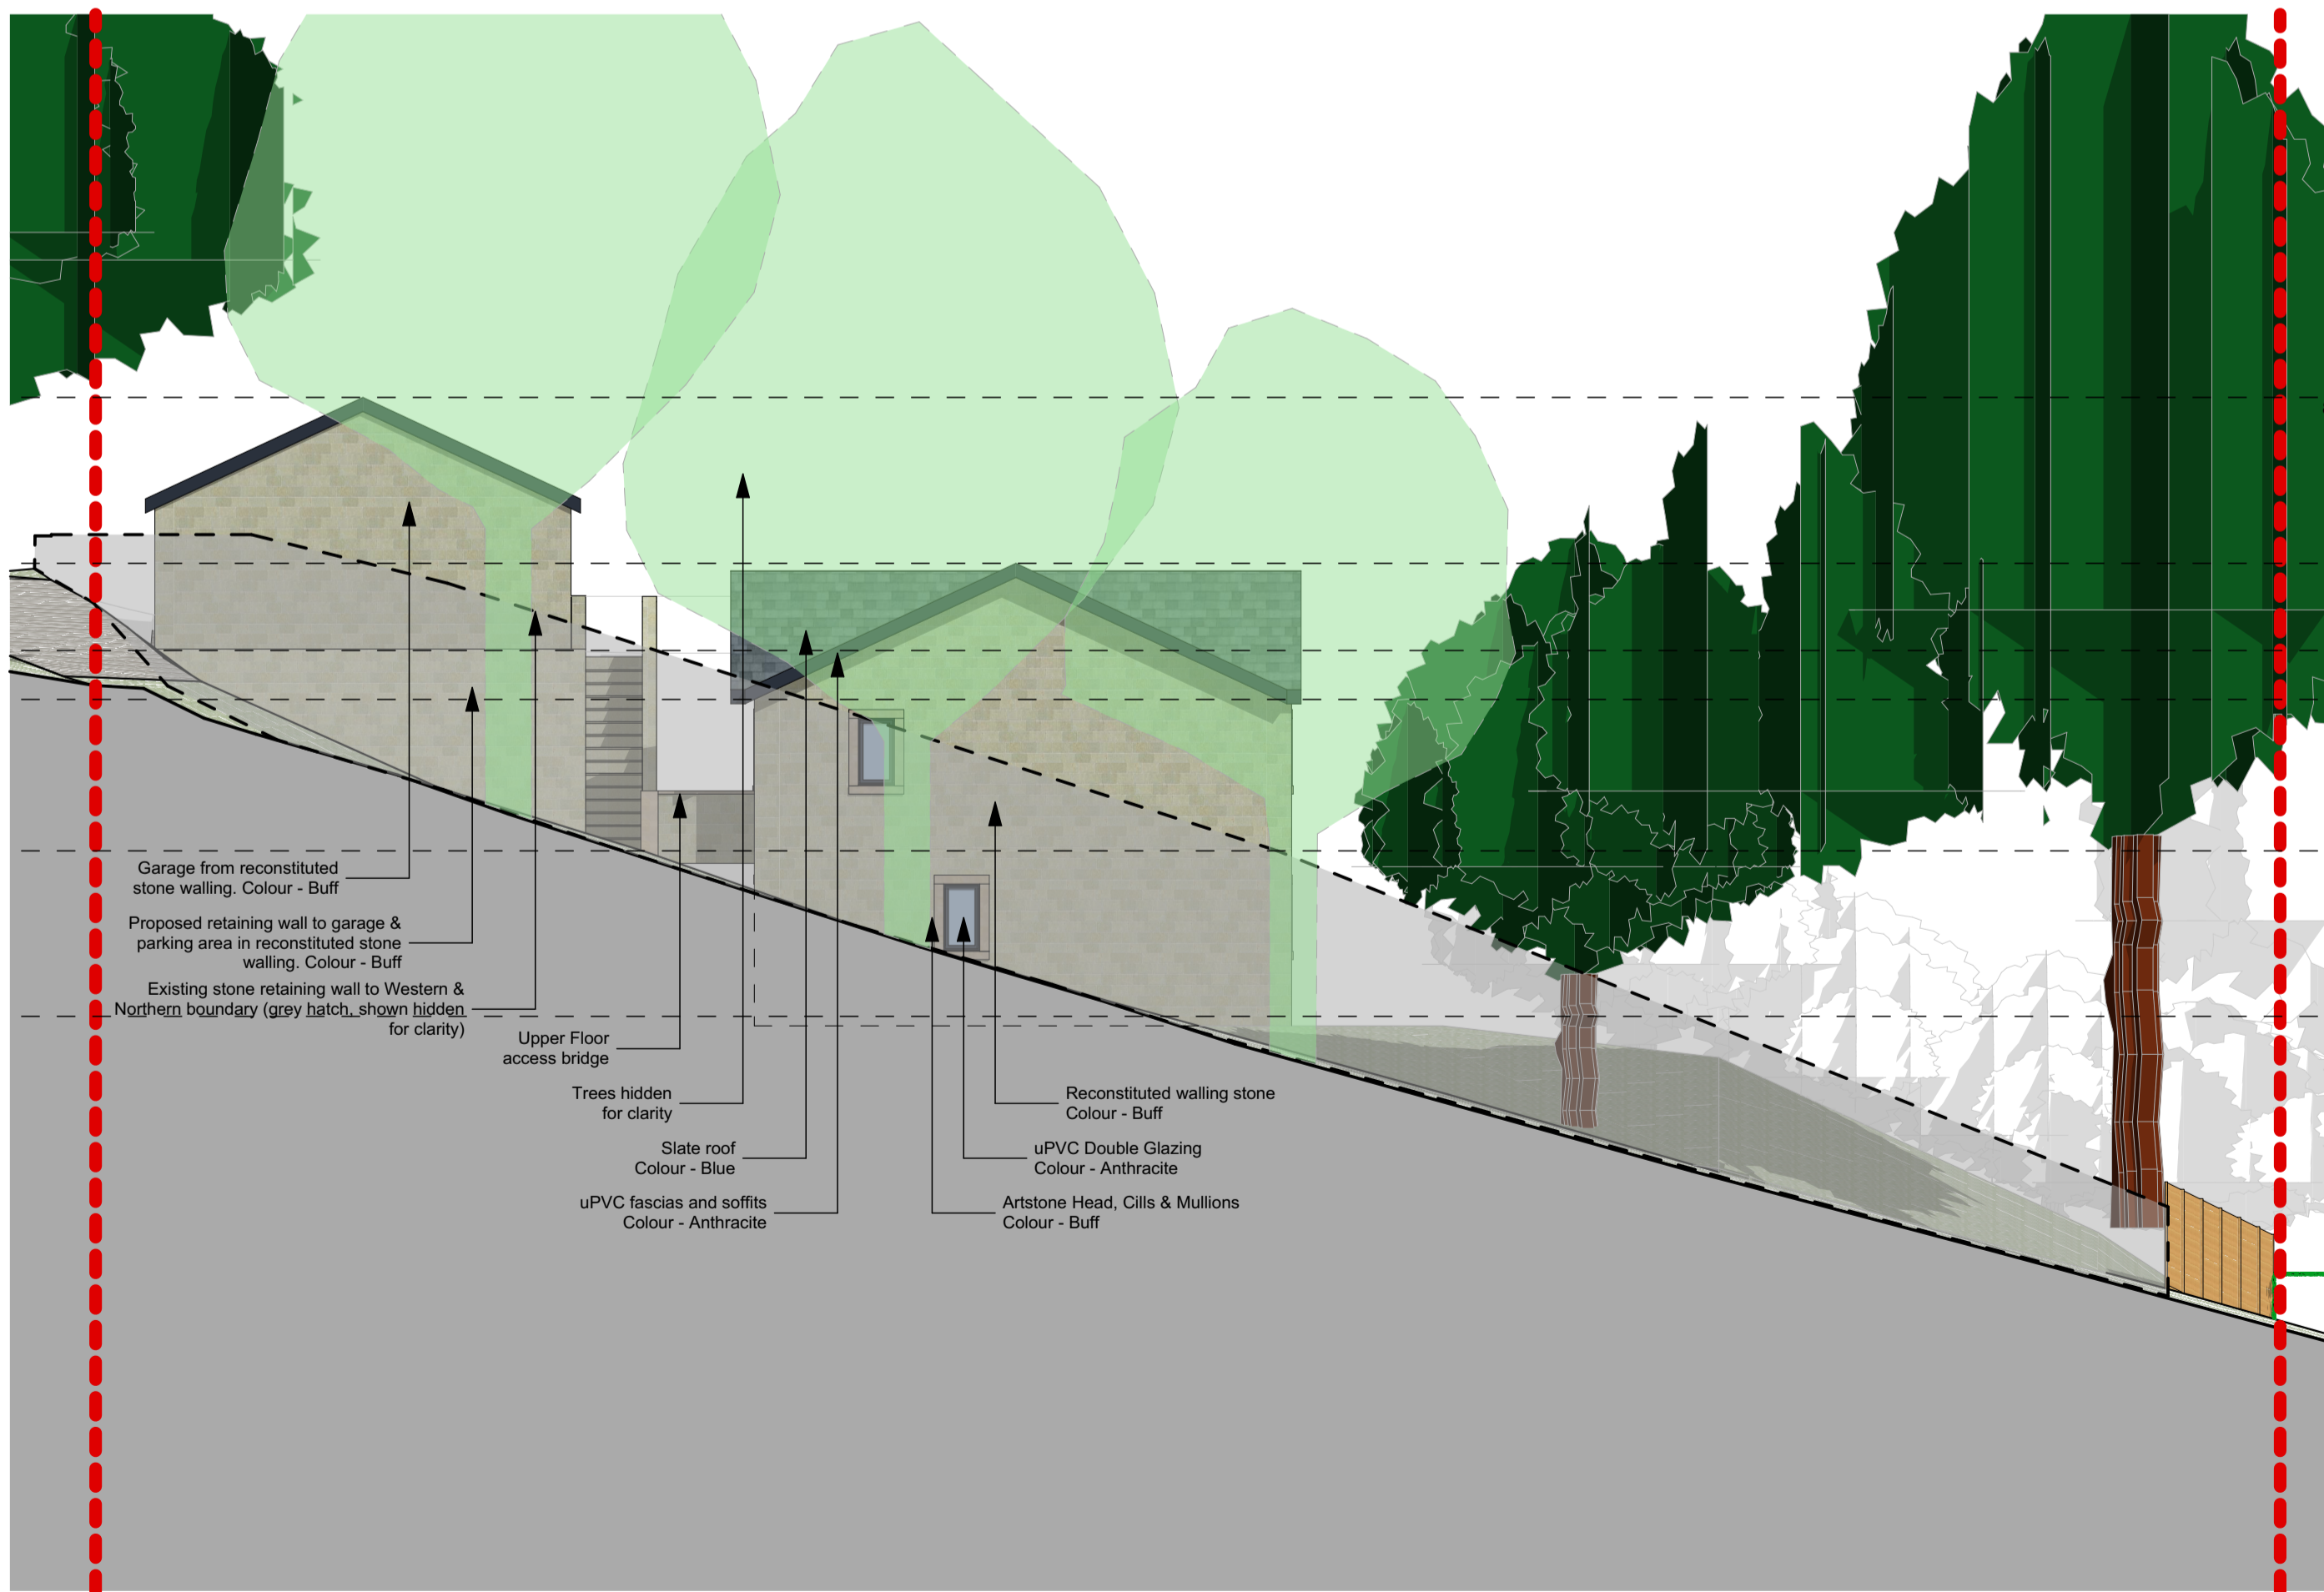 Garage from reconstituted
stone walling. Colour - Buff
Proposed retaining wall to garage &
parking area in reconstituted stone
walling. Colour - Buff
Existing stone retaining wall to Western &
Northern boundary (grey hatch, shown hidden
for clarity)
Upper Floor
access bridge
Trees hidden
for clarity
Slate roof
Colour - Blue
uPVC fascias and soffits
Colour - Anthracite
Reconstituted walling stone
Colour - Buff
uPVC Double Glazing
Colour - Anthracite
Artstone Head, Cills & Mullions
Colour - Buff